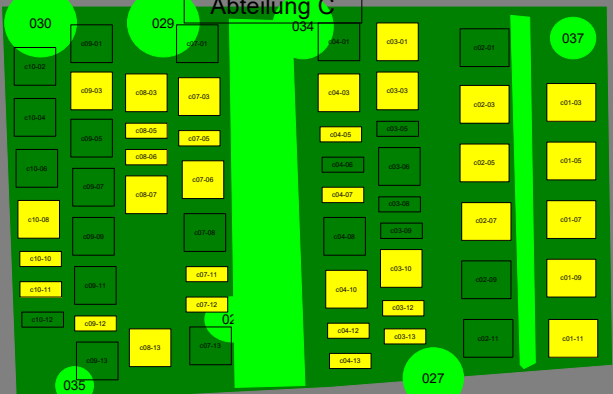 Abteilung C
030
029
034
037
c09-01
c07-01
c04-01
c03-01
c02-01
c10-02
c09-03
c08-03
c07-03
c04-03
c03-03
c02-03
c01-03
c10-04
c09-05
c08-05
c07-05
c04-05
c03-05
c10-06
c08-06
c04-06
c03-06
c02-05
c01-05
c09-07
c08-07
c07-06
c04-07
c03-08
c10-08
c09-09
c07-08
c04-08
c03-09
c02-07
c01-07
c10-10
c07-11
c03-10
c02-09
c01-09
c10-11
c09-11
c07-12
c04-10
c03-12
c10-12
c09-12
02
c04-12
c03-13
c02-11
c01-11
c09-13
c08-13
c07-13
c04-13
035
027